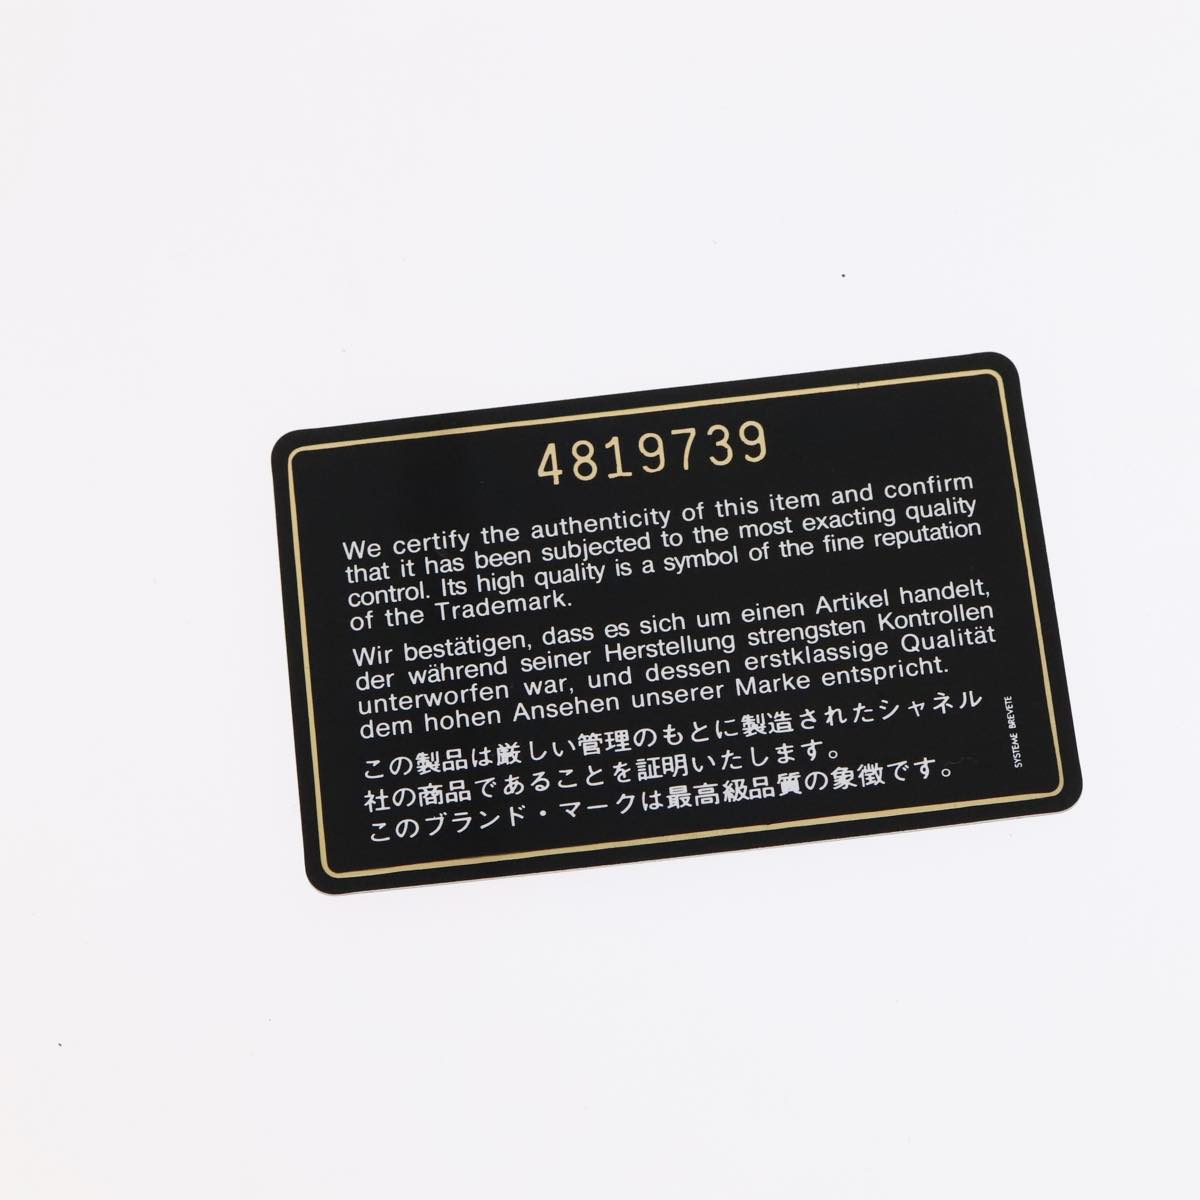 4819739
We certify the authenticity of this item and confirm
that it has been subjected to the most exacting quality
control. Its high quality is a symbol of the fine reputation
of the Trademark.
Wir bestätigen, dass es sich um einen Artikel handelt,
der während seiner Herstellung strengsten Kontrollen
unterworfen war, und dessen erstklassige Qualität
dem hohen Ansehen unserer Marke entspricht.
この製品は厳しい管理のもとに製造されたシャネル
社の商品であることを証明いたします。
このブランド・マークは最高級品質の象徴です。
SYSTEME BREVETE